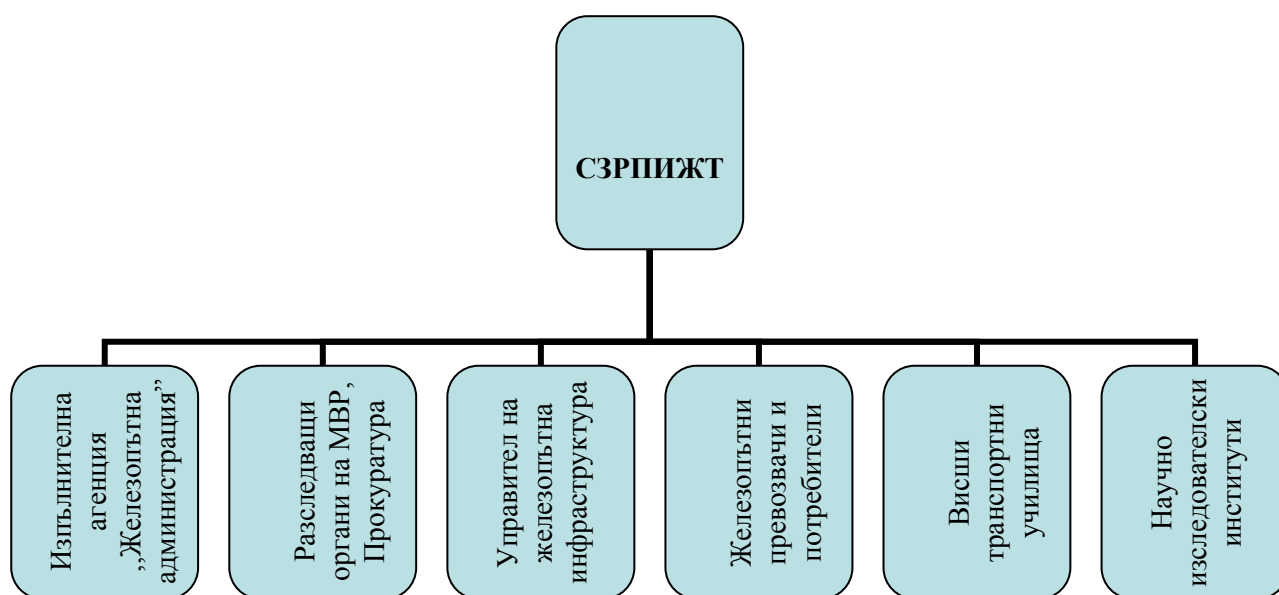 СЗРПИЖТ
Изпълнителна
агенция
,,Железопътна
администрация”
Разследващи
органи на МВР,
Прокуратура
Управител на
железопътна
инфраструктура
Железопътни
превозвачи и
потребители
Висши
транспортни
училища
Научно
изследователски
институти